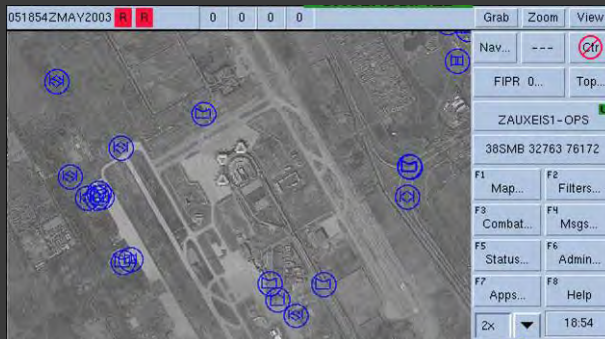 051854ZMAY2003 R R 0 0 0 0 Grab Zoom View
Nav... --- Ctr
FIPR 0... Top...
ZAUXEIS1-OPS
38SMB 32763 76172
F1 Map... F2 Filters...
F3 Combat... F4 Msgs...
F5 Status... F6 Admin...
F7 Apps... F8 Help
2x 18:54